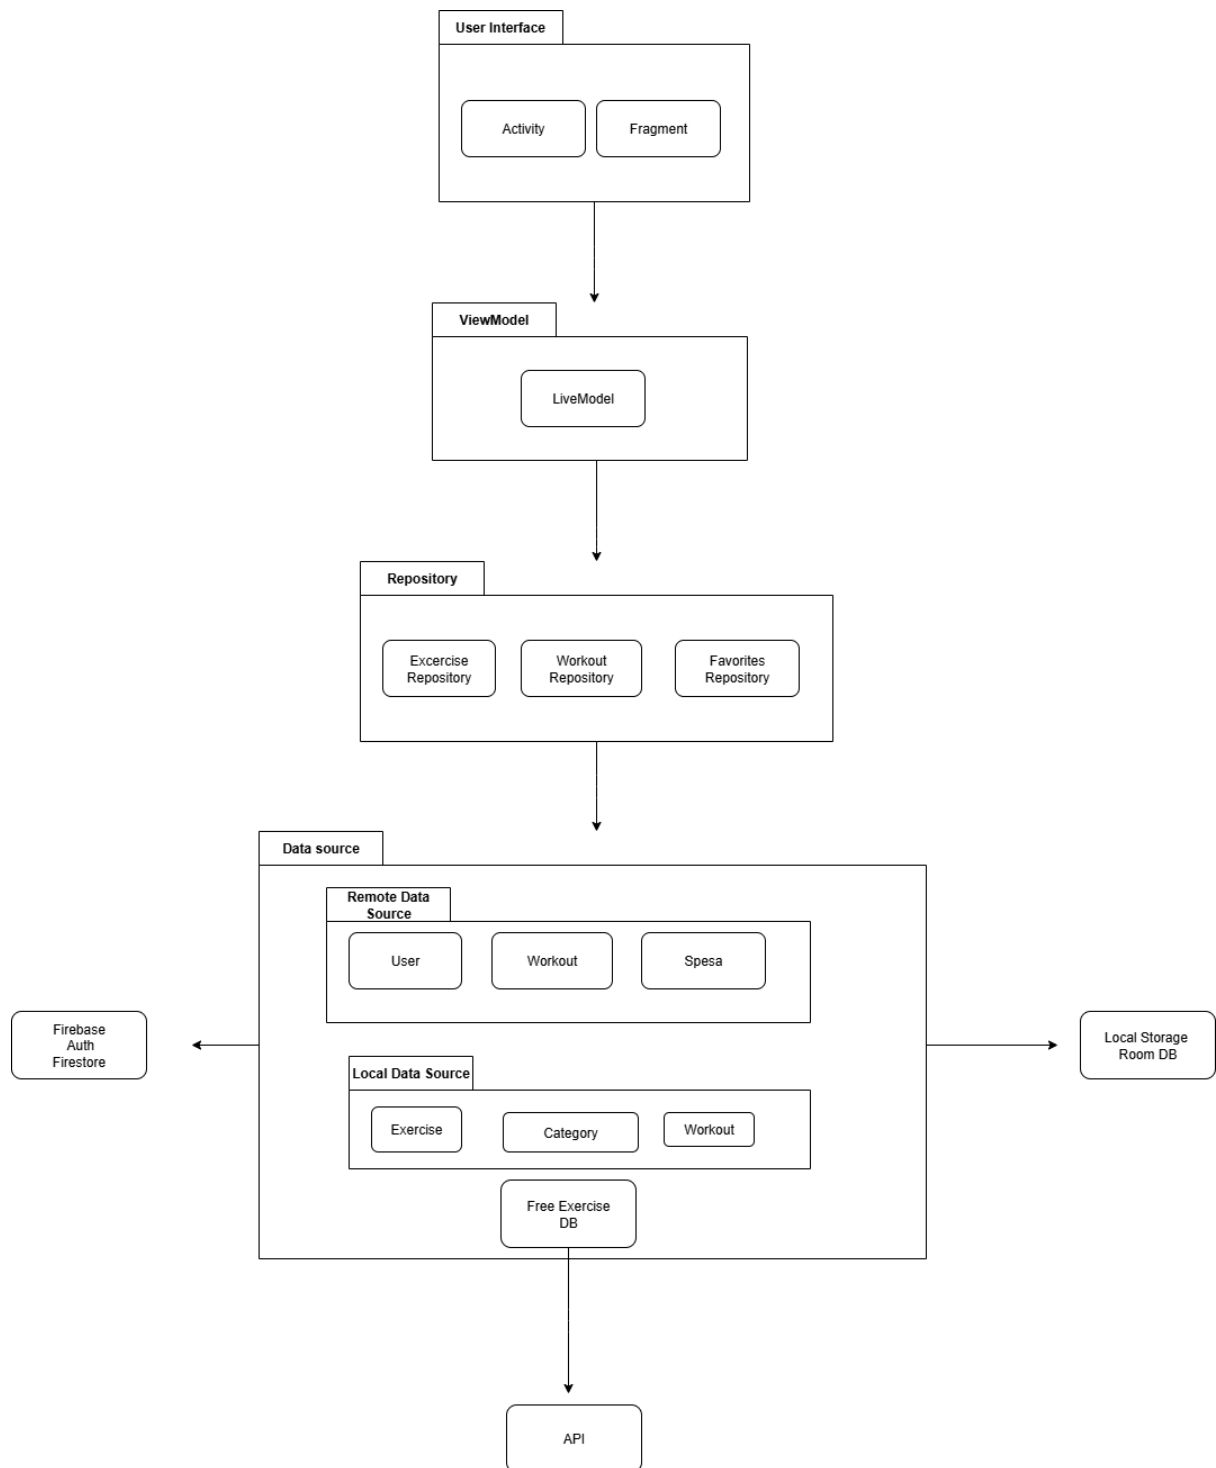 User Interface
Activity
Fragment
ViewModel
LiveModel
Repository
Excercise
Repository
Workout
Repository
Favorites
Repository
Data source
Remote Data
Source
User
Workout
Spesa
Firebase
Auth
Firestore
Local Storage
Room DB
Local Data Source
Exercise
Category
Workout
Free Exercise
DB
API